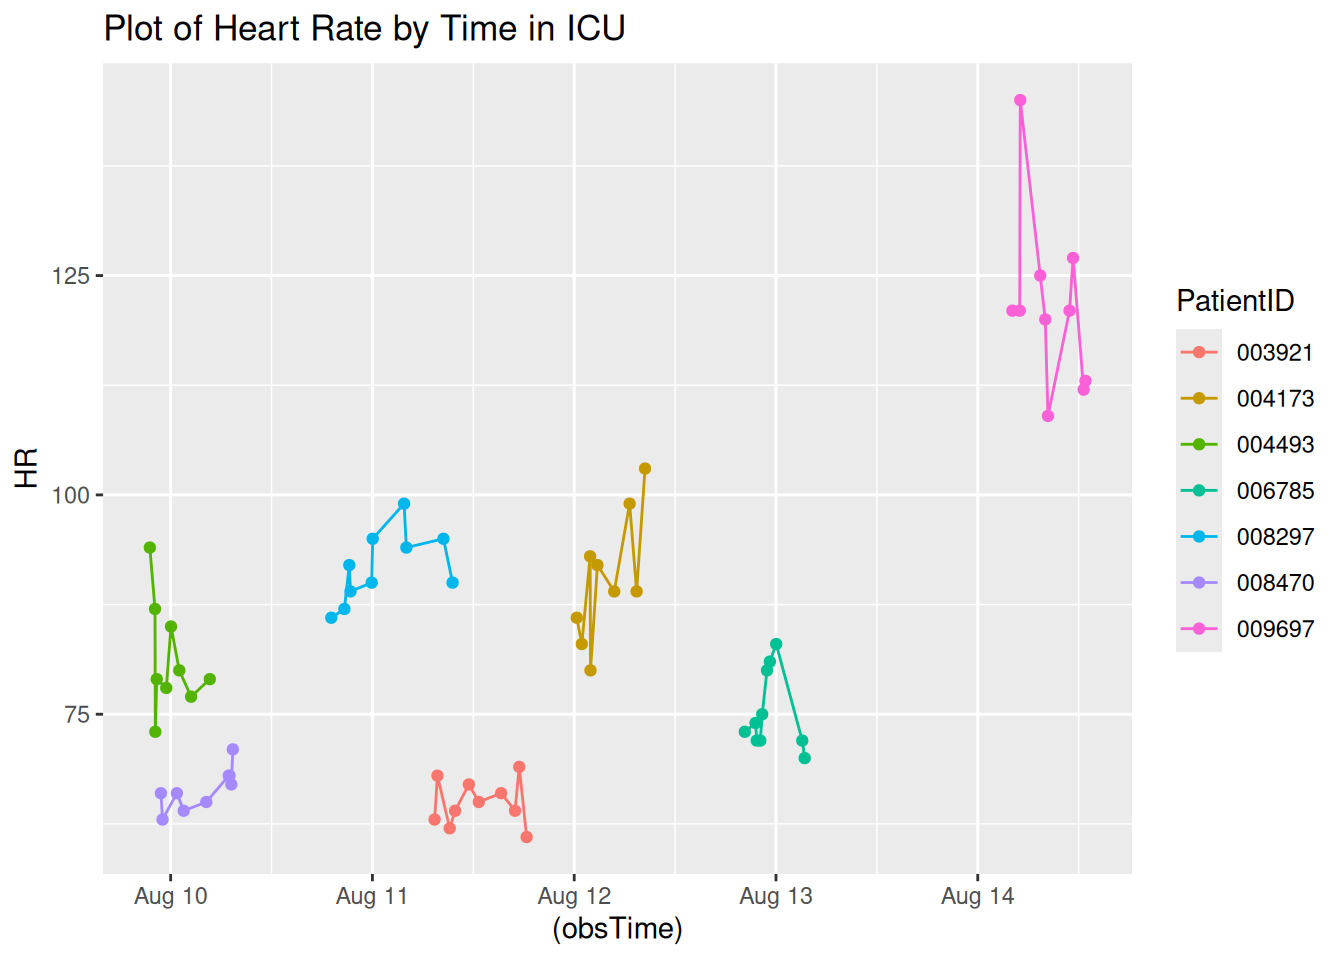 Plot of Heart Rate by Time in ICU
HR
125
100
75
Aug 10
Aug 11
Aug 12
Aug 13
Aug 14
(obsTime)
PatientID
003921
004173
004493
006785
008297
008470
009697